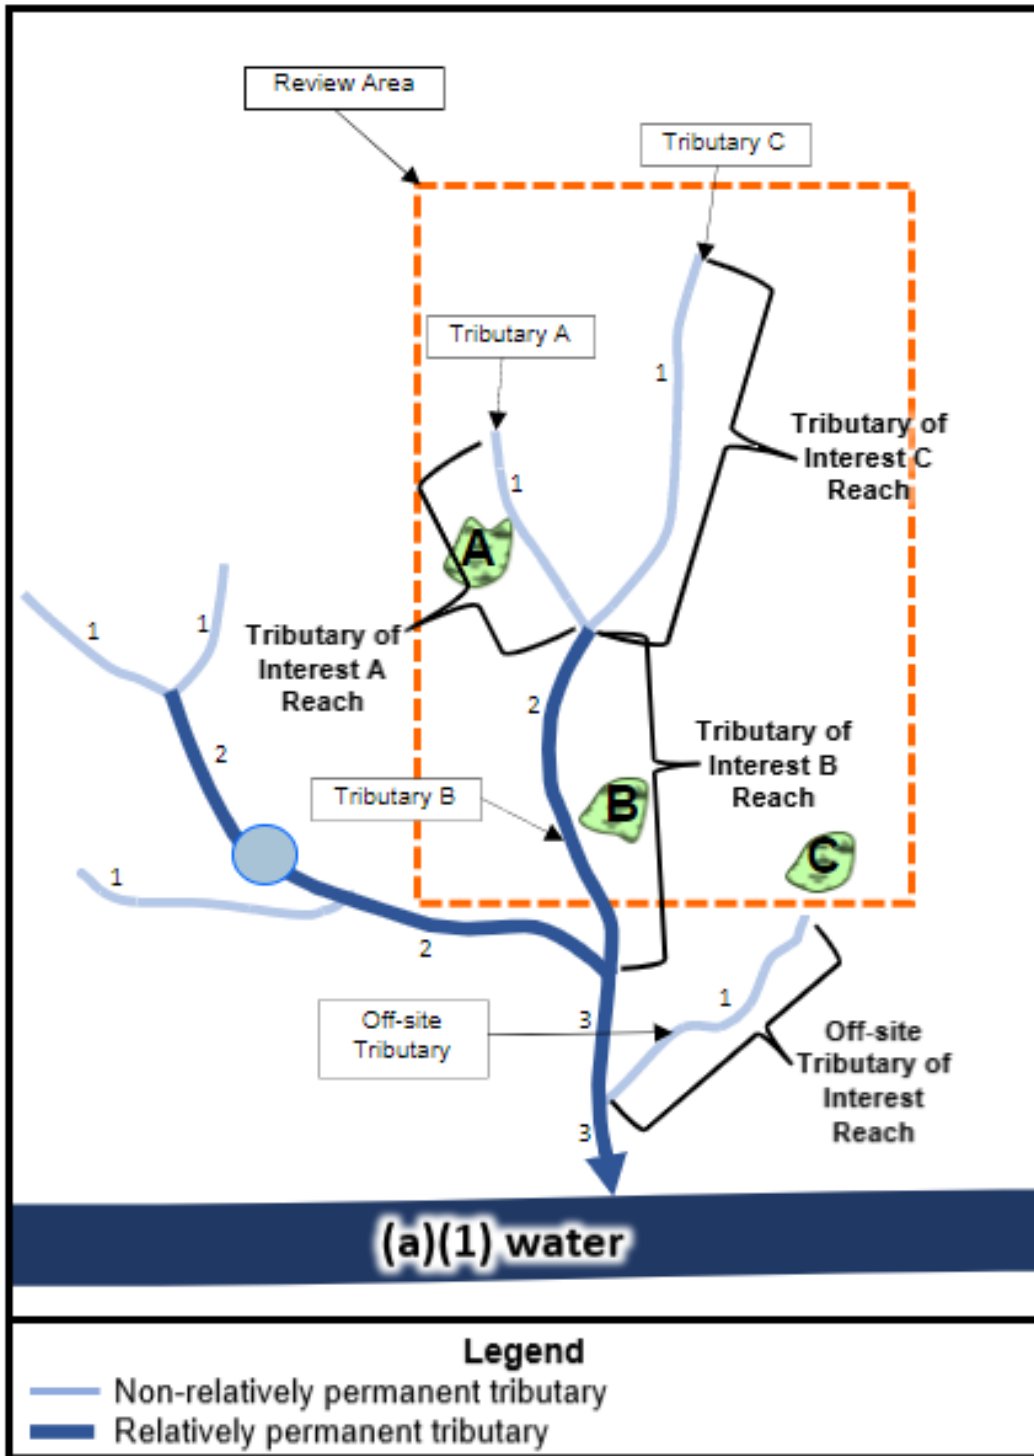 Review Area
Tributary C
Tributary A
1
Tributary of
Interest C
Reach
1
A
1
1
Tributary of
Interest A
Reach
2
2
Tributary of
Interest B
Reach
Tributary B
B
C
1
2
Off-site
Tributary
3
1
Off-site
Tributary of
Interest
Reach
3
(a)(1) water
Legend
Non-relatively permanent tributary
Relatively permanent tributary